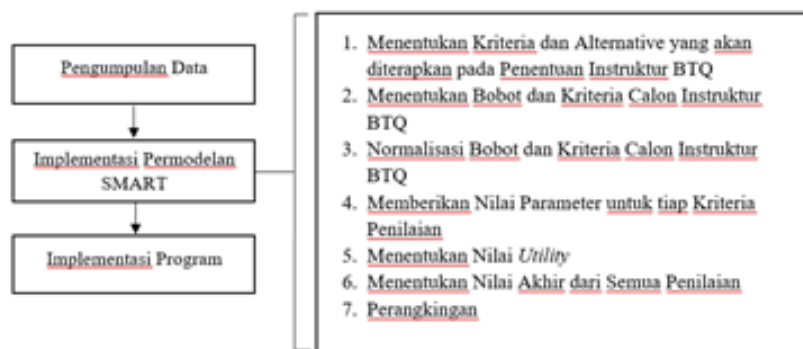 Pengumpulan Data
Implementasi Permodelan
SMART
Implementasi Program
1. Menentukan Kriteria dan Alternative yang akan
diterapkan pada Penentuan Instruktur BTQ
2. Menentukan Bobot dan Kriteria Calon Instruktur
BTQ
3. Normalisasi Bobot dan Kriteria Calon Instruktur
BTQ
4. Memberikan Nilai Parameter untuk tiap Kriteria
Penilaian
5. Menentukan Nilai Utility
6. Menentukan Nilai Akhir dari Semua Penilaian
7. Perangkingan